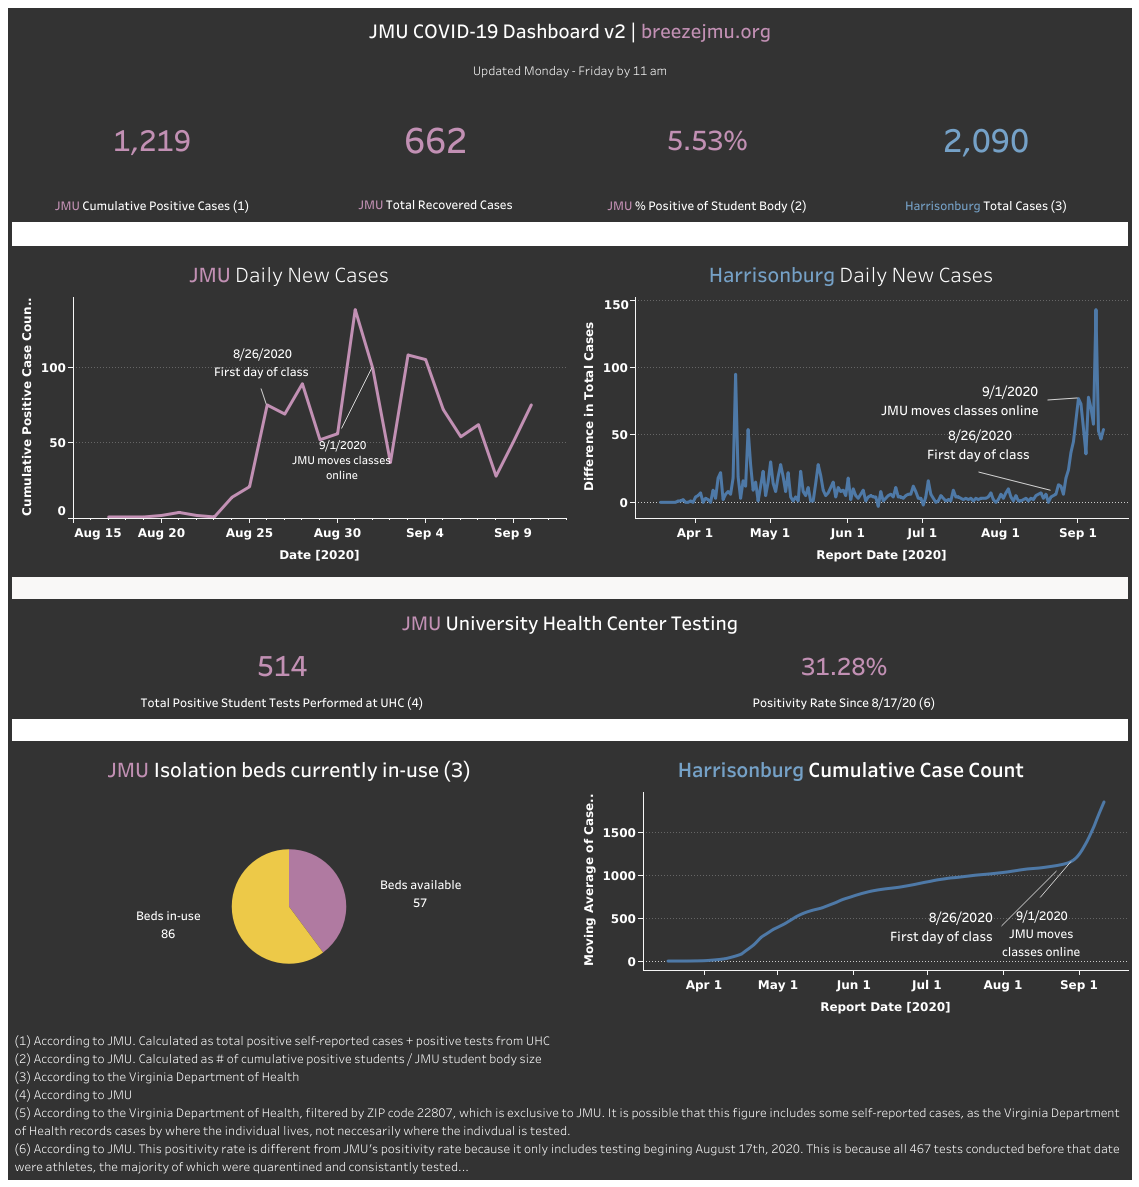 JMU COVID-19 Dashboard v2 | breezejmu.org
Updated Monday - Friday by 11 am
1,219
662
5.53%
2,090
JMU Cumulative Positive Cases (1)
JMU Total Recovered Cases
JMU % Positive of Student Body (2)
Harrisonburg Total Cases (3)
JMU Daily New Cases
Cumulative Positive Case Coun..
100
50
0
8/26/2020
First day of class
9/1/2020
JMU moves classes
online
Aug 15
Aug 20
Aug 25
Aug 30
Sep 4
Sep 9
Date [2020]
Harrisonburg Daily New Cases
Difference in Total Cases
150
100
50
0
9/1/2020
JMU moves classes online
8/26/2020
First day of class
Apr 1
May 1
Jun 1
Jul 1
Aug 1
Sep 1
Report Date [2020]
JMU University Health Center Testing
514
31.28%
Total Positive Student Tests Performed at UHC (4)
Positivity Rate Since 8/17/20 (6)
JMU Isolation beds currently in-use (3)
Beds available
57
Beds in-use
86
Harrisonburg Cumulative Case Count
Moving Average of Case..
1500
1000
500
0
8/26/2020
First day of class
9/1/2020
JMU moves
classes online
Apr 1
May 1
Jun 1
Jul 1
Aug 1
Sep 1
Report Date [2020]
(1) According to JMU. Calculated as total positive self-reported cases + positive tests from UHC
(2) According to JMU. Calculated as # of cumulative positive students / JMU student body size
(3) According to the Virginia Department of Health
(4) According to JMU
(5) According to the Virginia Department of Health, filtered by ZIP code 22807, which is exclusive to JMU. It is possible that this figure includes some self-reported cases, as the Virginia Department
of Health records cases by where the individual lives, not neccesarily where the indivdual is tested.
(6) According to JMU. This positivity rate is different from JMU's positivity rate because it only includes testing begining August 17th, 2020. This is because all 467 tests conducted before that date
were athletes, the majority of which were quarentined and consistantly tested...